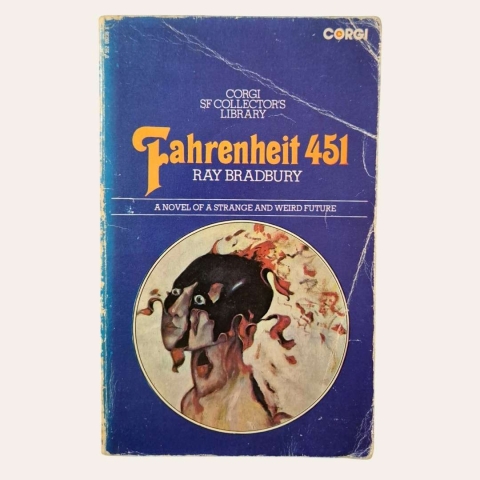 CORGI
CORGI
SF COLLECTOR'S
LIBRARY
Fahrenheit 451
RAY BRADBURY
A NOVEL OF A STRANGE AND WEIRD FUTURE